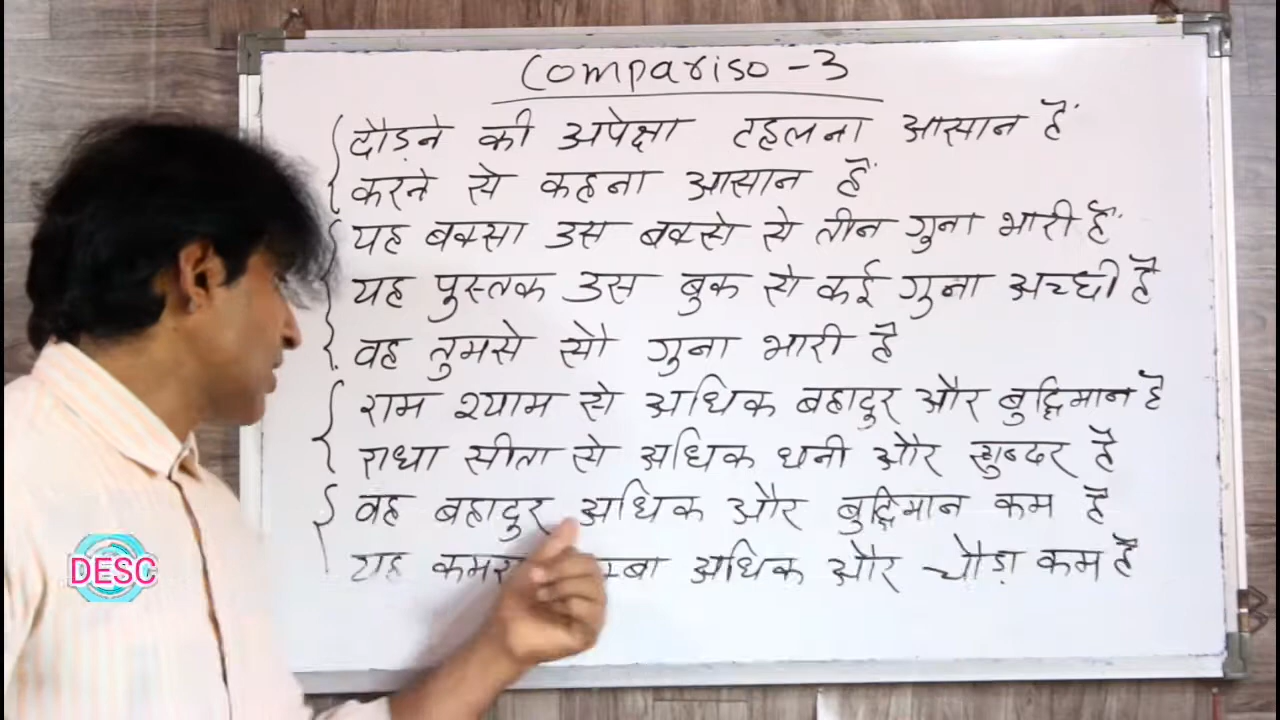 Compariso - 3
दौड़ने की अपेक्षा टहलना आसान हैं
करने से कहना आसान हैं
यह बक्सा उस बक्से से तीन गुना भारी हैं
यह पुस्तक उस बुक से कई गुना अच्छी है
वह तुमसे सौ गुना भारी है
राम श्याम से अधिक बहादुर और बुद्धिमान है
राधा सीता से अधिक धनी और सुन्दर है
वह बहादुर अधिक और बुद्धिमान कम है
यह अधिक और चौड़ा कम है
DESC